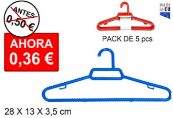 ANTES
0,50 €
PACK DE 5 pcs
AHORA
0,36 €
28 X 13 X 3,5 cm